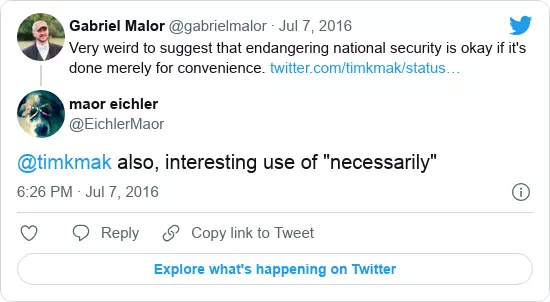 Gabriel Malor @gabrielmalor · Jul 7, 2016
Very weird to suggest that endangering national security is okay if it's
done merely for convenience. twitter.com/timkmak/status…
maor eichler
@EichlerMaor
@timkmak also, interesting use of "necessarily"
6:26 PM · Jul 7, 2016
Reply
Copy link to Tweet
Explore what's happening on Twitter